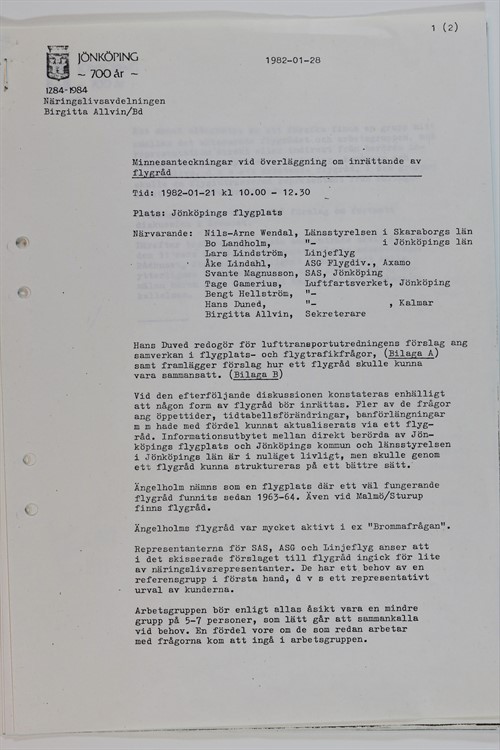 1 (2)
JÖNKÖPING
~ 700 år ~
1284-1984
1982-01-28
Näringslivsavdelningen
Birgitta Allvin/Bd
Minnesanteckningar vid överläggning om inrättande av
flygråd
Tid: 1982-01-21 kl 10.00 - 12.30
Plats: Jönköpings flygplats
Närvarande: Nils-Arne Wendal, Länsstyrelsen i Skaraborgs län
Bo Landholm, "- i Jönköpings län
Lars Lindström, Linjeflyg
Åke Lindahl, ASG Flygdiv., Axamo
Svante Magnusson, SAS, Jönköping
Tage Gamerius, Luftfartsverket, Jönköping
Bengt Hellström, "-
Hans Duned, "- , Kalmar
Birgitta Allvin, Sekreterare
Hans Duved redogör för lufttransportutredningens förslag ang
samverkan i flygplats- och flygtrafikfrågor, (Bilaga A)
samt framlägger förslag hur ett flygråd skulle kunna
vara sammansatt. (Bilaga B)
Vid den efterföljande diskussionen konstateras enhälligt
att någon form av flygråd bör inrättas. Fler av de frågor
ang öppettider, tidtabellsförändringar, banförlängningar
m m hade med fördel kunnat aktualiserats via ett flyg-
råd. Informationsutbytet mellan direkt berörda av Jön-
köpings flygplats och Jönköpings kommun och länsstyrelsen
i Jönköpings län är i nuläget livligt, men skulle genom
ett flygråd kunna struktureras på ett bättre sätt.
Ängelholm nämns som en flygplats där ett väl fungerande
flygråd funnits sedan 1963-64. Även vid Malmö/Sturup
finns flygråd.
Ängelholms flygråd var mycket aktivt i ex "Brommafrågan".
Representanterna för SAS, ASG och Linjeflyg anser att
i det skisserade förslaget till flygråd ingick för lite
av näringslivsrepresentanter. De har ett behov av en
referensgrupp i första hand, d v s ett representativt
urval av kunderna.
Arbetsgruppen bör enligt allas åsikt vara en mindre
grupp på 5-7 personer, som lätt går att sammankalla
vid behov. En fördel vore om de som redan arbetar
med frågorna kom att ingå i arbetsgruppen.